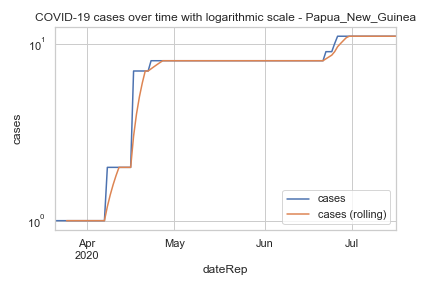 COVID-19 cases over time with logarithmic scale - Papua_New_Guinea
10¹
10⁰
cases
Apr
2020
May
Jun
Jul
dateRep
cases
cases (rolling)